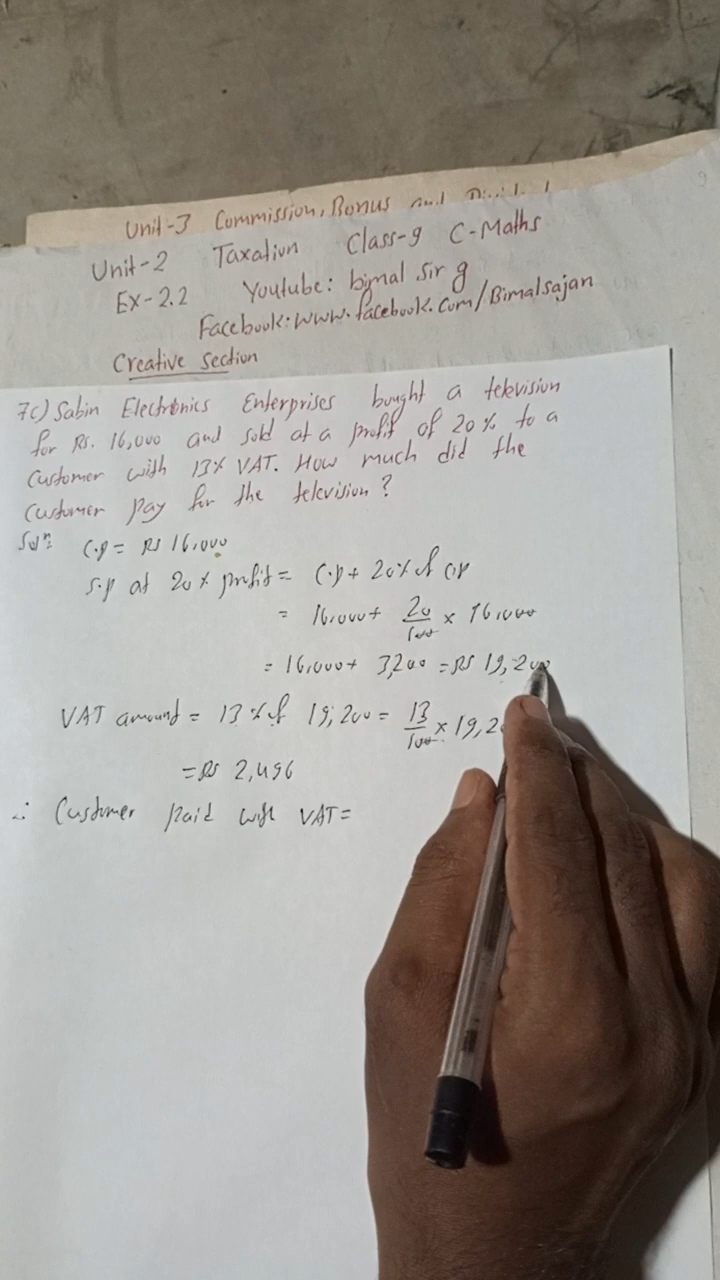 Unit-3 Commission, Bonus and
Unit-2 Taxation Class-9 C-Maths
Ex-2.2 Youtube: bimal sir g
Facebook:www.facebook.com/Bimalsajan
Creative section
7c) Sabin Electronics Enterprises bought a television
for Rs. 16,000 and sold at a profit of 20% to a
customer with 13% VAT. How much did the
customer pay for the television?
Solⁿ: C.P = RS 16,000
S.P at 20% profit = C.P + 20% of CP
= 16,000 + 20/100 × 16,000
= 16,000 + 3,200 = RS 19,200
VAT amount = 13% of 19,200 = 13/100 × 19,2
= RS 2,496
∴ Customer paid with VAT =